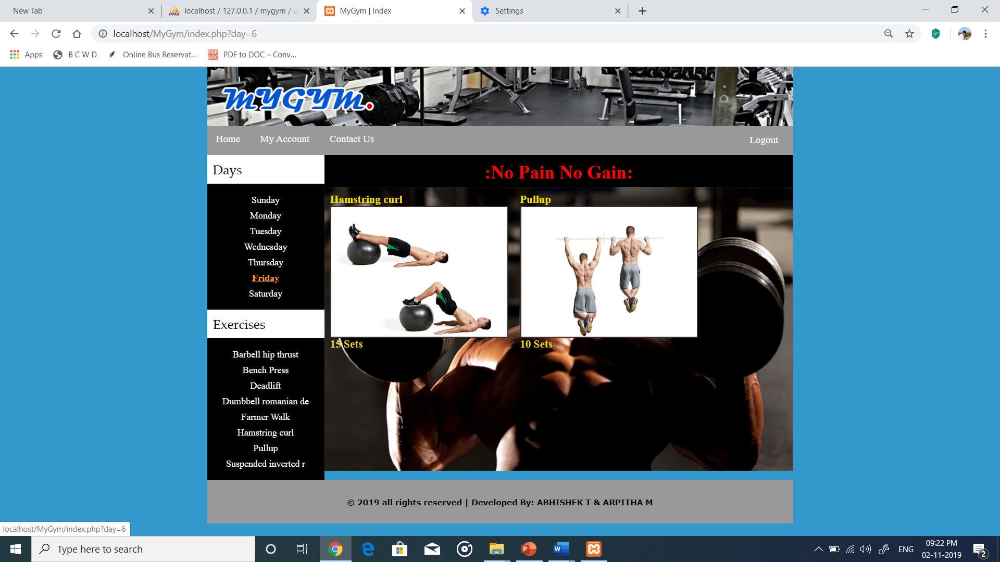 New Tab
localhost / 127.0.0.1 / mygym / u
MyGym | Index
Settings
localhost/MyGym/index.php?day=6
Apps
B C W D
Online Bus Reservat...
PDF to DOC – Conv...
MYGYM.
Home
My Account
Contact Us
Logout
Days
Sunday
Monday
Tuesday
Wednesday
Thursday
Friday
Saturday
Exercises
Barbell hip thrust
Bench Press
Deadlift
Dumbbell romanian de
Farmer Walk
Hamstring curl
Pullup
Suspended inverted r
:No Pain No Gain:
Hamstring curl
15 Sets
Pullup
10 Sets
© 2019 all rights reserved | Developed By: ABHISHEK T & ARPITHA M
localhost/MyGym/index.php?day=6
Type here to search
ENG
09:22 PM
02-11-2019
2